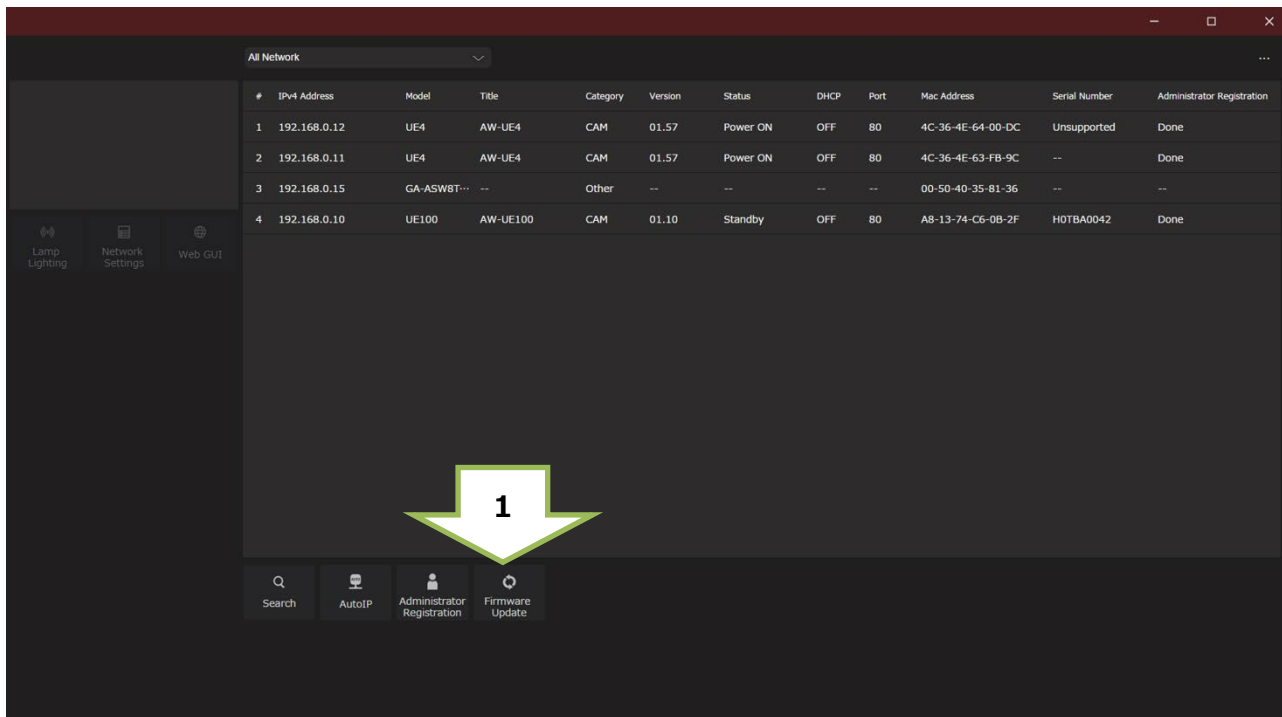 All Network
...
# IPv4 Address Model Title Category Version Status DHCP Port Mac Address Serial Number Administrator Registration
1 192.168.0.12 UE4 AW-UE4 CAM 01.57 Power ON OFF 80 4C-36-4E-64-00-DC Unsupported Done
2 192.168.0.11 UE4 AW-UE4 CAM 01.57 Power ON OFF 80 4C-36-4E-63-FB-9C -- Done
3 192.168.0.15 GA-ASW8T… -- Other -- -- -- -- 00-50-40-35-81-36 -- --
4 192.168.0.10 UE100 AW-UE100 CAM 01.10 Standby OFF 80 A8-13-74-C6-0B-2F H0TBA0042 Done
Lamp
Lighting
Network
Settings
Web GUI
1
Search
AutoIP
Administrator
Registration
Firmware
Update